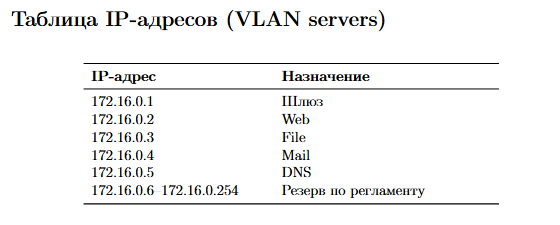 Таблица IP-адресов (VLAN servers)
IP-адрес Назначение
172.16.0.1 Шлюз
172.16.0.2 Web
172.16.0.3 File
172.16.0.4 Mail
172.16.0.5 DNS
172.16.0.6–172.16.0.254 Резерв по регламенту